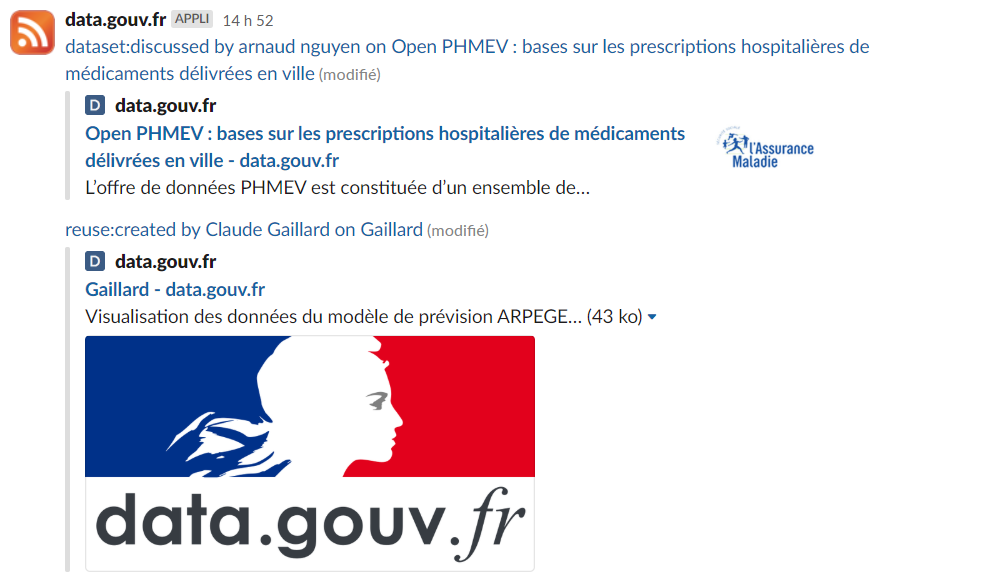 data.gouv.fr APPLI 14 h 52
dataset:discussed by arnaud nguyen on Open PHMEV : bases sur les prescriptions hospitalières de
médicaments délivrées en ville (modifié)
D data.gouv.fr
Open PHMEV : bases sur les prescriptions hospitalières de médicaments
délivrées en ville - data.gouv.fr
l'Assurance
Maladie
L’offre de données PHMEV est constituée d’un ensemble de…
reuse:created by Claude Gaillard on Gaillard (modifié)
D data.gouv.fr
Gaillard - data.gouv.fr
Visualisation des données du modèle de prévision ARPEGE… (43 ko)
data.gouv.fr